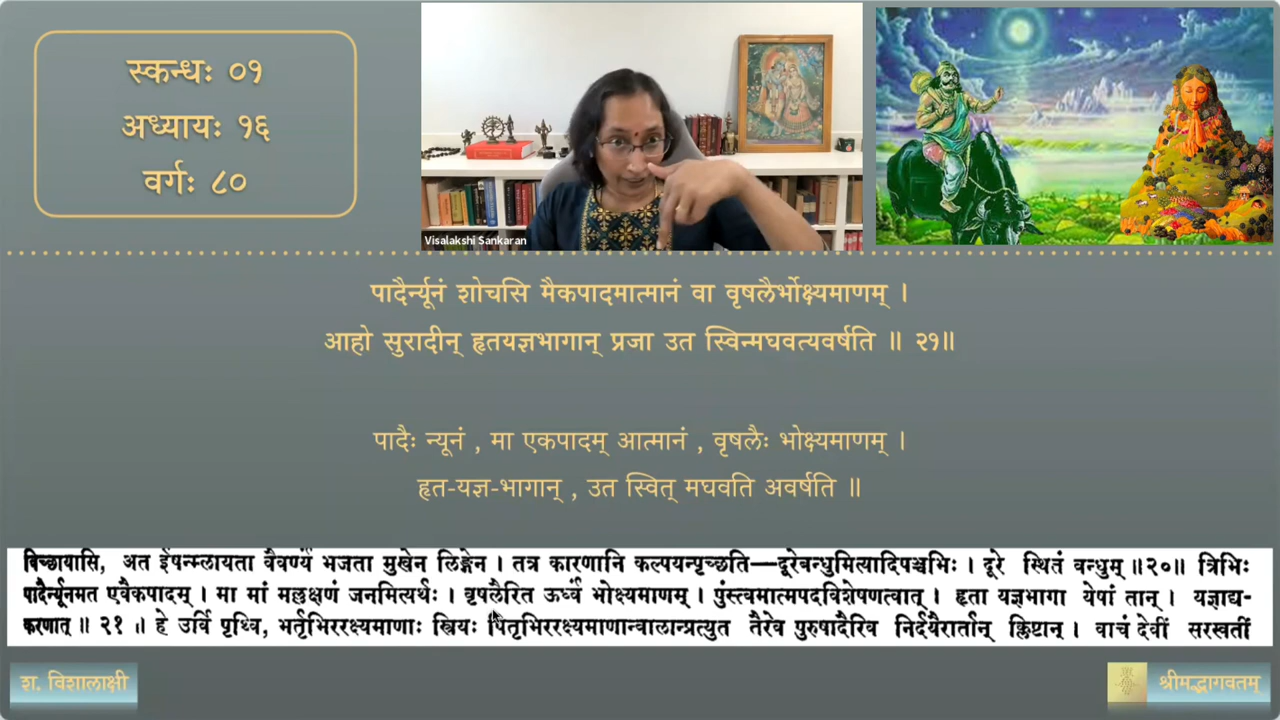 स्कन्धः ०१
अध्यायः १६
वर्गः ८०
Visalakshi Sankaran
पादैर्न्यूनं शोचसि मैकपादमात्मानं वा वृषलैर्भोक्ष्यमाणम् ।
आहो सुरादीन् हृतयज्ञभागान् प्रजा उत स्विन्मघवत्यवर्षति ॥ २१॥
पादैः न्यूनं , मा एकपादम् आत्मानं , वृषलैः भोक्ष्यमाणम् ।
हृत-यज्ञ-भागान् , उत स्वित् मघवति अवर्षति ॥
विच्छायासि, अत ईषन्म्लायता वैवर्ण्यं भजता मुखेन लिङ्गेन । तत्र कारणानि कल्पयन्पृच्छति—दूरेबन्धुमित्यादिपञ्चभिः । दूरे स्थितं बन्धुम् ॥२०॥ त्रिभिः
पादैर्न्यूनमत एवैकपादम् । मा मां मल्लक्षणं जनमित्यर्थः । वृषलैरित ऊर्ध्वं भोक्ष्यमाणम् । पुंस्त्वमात्मपदविशेषणत्वात् । हृता यज्ञभागा येषां तान् । यज्ञाद्य-
करणात् ॥ २१ ॥ हे उर्वि पृथ्वि, भर्तृभिररक्ष्यमाणाः स्त्रियः पितृभिररक्ष्यमाणान्बालान्प्रत्युत तैरेव पुरुषादैरिव निर्दयैरार्तान् क्लिष्टान् । वाचं देवीं सरस्वतीं
श. विशालाक्षी
श्रीमद्भागवतम्